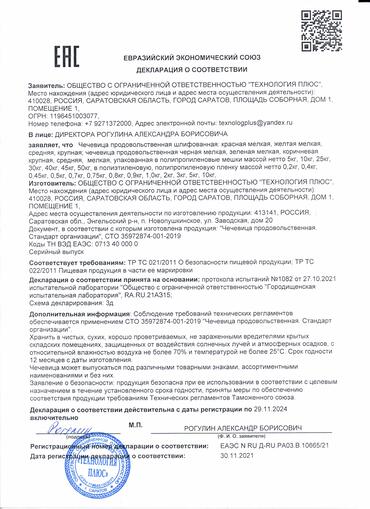 EAC
ЕВРАЗИЙСКИЙ ЭКОНОМИЧЕСКИЙ СОЮЗ
ДЕКЛАРАЦИЯ О СООТВЕТСТВИИ
Заявитель: ОБЩЕСТВО С ОГРАНИЧЕННОЙ ОТВЕТСТВЕННОСТЬЮ "ТЕХНОЛОГИЯ ПЛЮС".
Место нахождения (адрес юридического лица и адрес места осуществления деятельности):
410028, РОССИЯ, САРАТОВСКАЯ ОБЛАСТЬ, ГОРОД САРАТОВ, ПЛОЩАДЬ СОБОРНАЯ, ДОМ 1,
ПОМЕЩЕНИЕ 1,
ОГРН: 1196451003077,
Номер телефона: +7 9271372000, Адрес электронной почты: texnologplus@yandex.ru
В лице: ДИРЕКТОРА РОГУЛИНА АЛЕКСАНДРА БОРИСОВИЧА
заявляет, что Чечевица продовольственная шлифованная: красная мелкая, желтая мелкая,
средняя, крупная; чечевица продовольственная черная мелкая, зеленая мелкая, коричневая
крупная, средняя, мелкая, упакованная в полипропиленовые мешки массой нетто 5кг, 10кг, 25кг,
30кг, 40кг, 45кг, 50кг, в полиэтиленовую, полипропиленовую пленку массой нетто 0,2кг, 0,4кг,
0.45кг, 0,5кг, 0,7кг, 0,75кг, 0,8кг, 0,9кг, 1,0кг, 2кг, 3кг, 5кг, 10кг.
Изготовитель: ОБЩЕСТВО С ОГРАНИЧЕННОЙ ОТВЕТСТВЕННОСТЬЮ "ТЕХНОЛОГИЯ ПЛЮС",
Место нахождения (адрес юридического лица и адрес места осуществления деятельности):
410028, РОССИЯ, САРАТОВСКАЯ ОБЛАСТЬ, ГОРОД САРАТОВ, ПЛОЩАДЬ СОБОРНАЯ, ДОМ 1,
ПОМЕЩЕНИЕ 1,
Адрес места осуществления деятельности по изготовлению продукции: 413141, РОССИЯ,
Саратовская обл., Энгельсский р-н, п. Новопушкинское, ул. Заводская, дом 20
Документ, в соответствии с которым изготовлена продукция: "Чечевица продовольственная.
Стандарт организации", СТО 35972874-001-2019
Коды ТН ВЭД ЕАЭС: 0713 40 000 0
Серийный выпуск
Соответствует требованиям: ТР ТС 021/2011 О безопасности пищевой продукции; ТР ТС
022/2011 Пищевая продукция в части ее маркировки
Декларация о соответствии принята на основании: протокола испытаний №1082 от 27.10.2021
испытательной лаборатории "Общество с ограниченной ответственностью "Городищенская
испытательная лаборатория", RA.RU.21АЗ15;
Схема декларирования: 3д
Дополнительная информация: Соблюдение требований технических регламентов
обеспечивается применением СТО 35972874-001-2019 "Чечевица продовольственная. Стандарт
организации".
Хранить в чистых, сухих, хорошо проветриваемых, не зараженными вредителями крытых
складских помещениях, защищенных от воздействия солнечных лучей и атмосферных осадков, с
относительной влажностью воздуха не более 70% и температурой не более 25°С. Срок годности
12 месяцев с даты изготовления.
Чечевица может выпускаться под различными товарными знаками, ассортиментными
наименованиями и без них.
Заявление о безопасности: продукция безопасна при ее использовании в соответствии с целевым
назначением в течение установленного срока годности, приняты меры по обеспечению
соответствия продукции требованиям Технических регламентов Таможенного союза.
Декларация о соответствии действительна с даты регистрации по 29.11.2024
включительно
М.П.
РОГУЛИН АЛЕКСАНДР БОРИСОВИЧ
(подпись)
(Ф. И. О. заявителя)
Регистрационный номер декларации о соответствии: ЕАЭС N RU Д-RU.РА03.В.10665/21
Дата регистрации декларации о соответствии: 30.11.2021
"ТЕХНОЛОГИЯ
ПЛЮС"